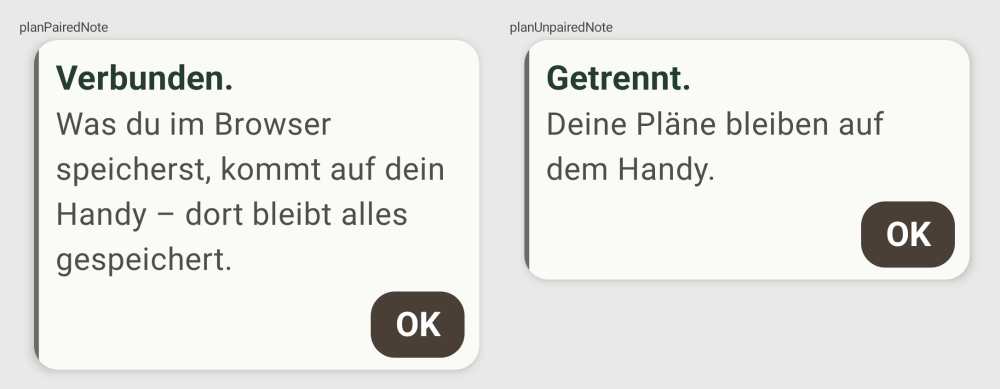 planPairedNote
Verbunden.
Was du im Browser
speicherst, kommt auf dein
Handy – dort bleibt alles
gespeichert.
OK
planUnpairedNote
Getrennt.
Deine Pläne bleiben auf
dem Handy.
OK